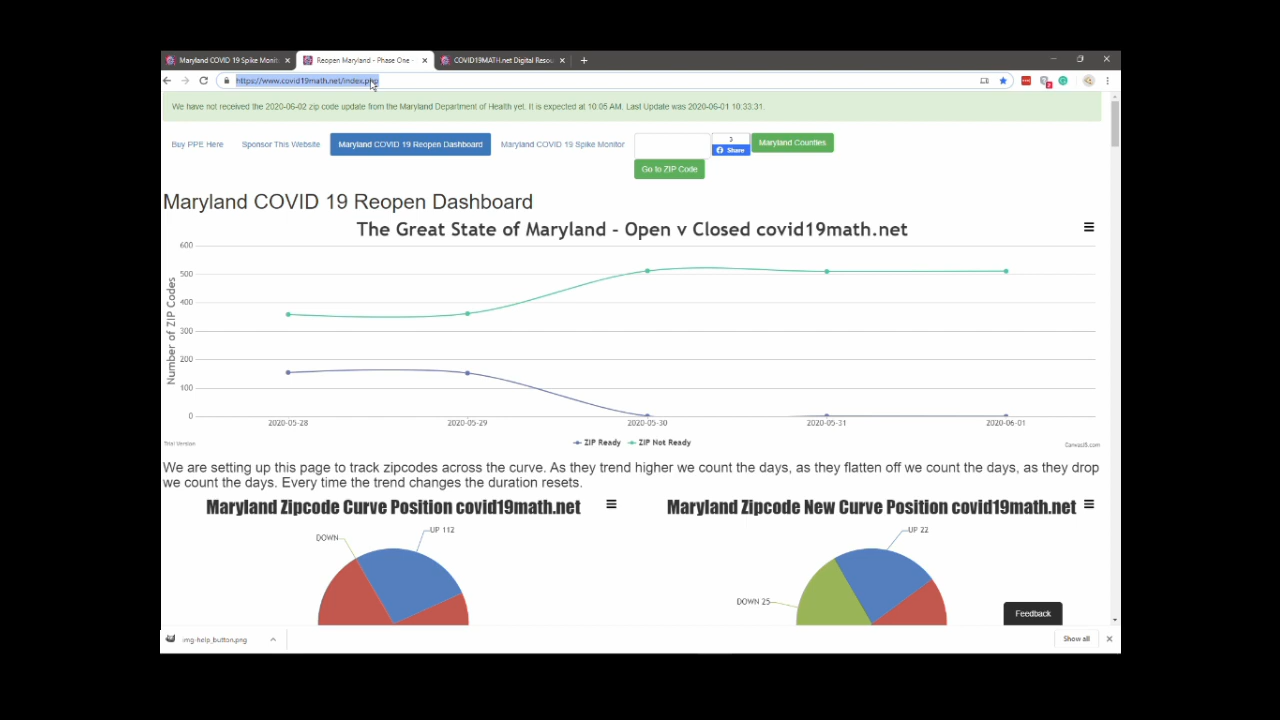 Maryland COVID 19 Spike Monit
Reopen Maryland - Phase One -
COVID19MATH.net Digital Resou
https://www.covid19math.net/index.php
We have not received the 2020-06-02 zip code update from the Maryland Department of Health yet. It is expected at 10:05 AM. Last Update was 2020-06-01 10:33:31.
Buy PPE Here
Sponsor This Website
Maryland COVID 19 Reopen Dashboard
Maryland COVID 19 Spike Monitor
3
Share
Maryland Counties
Go to ZIP Code
Maryland COVID 19 Reopen Dashboard
The Great State of Maryland - Open v Closed covid19math.net
600
500
400
300
200
100
0
Number of ZIP Codes
2020-05-28
2020-05-29
2020-05-30
2020-05-31
2020-06-01
Trial Version
ZIP Ready
ZIP Not Ready
CanvasJS.com
We are setting up this page to track zipcodes across the curve. As they trend higher we count the days, as they flatten off we count the days, as they drop
we count the days. Every time the trend changes the duration resets.
Maryland Zipcode Curve Position covid19math.net
Maryland Zipcode New Curve Position covid19math.net
DOWN
UP 112
UP 22
DOWN 25
Feedback
img-help_button.png
Show all